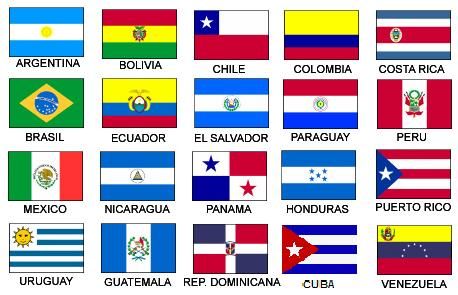 ARGENTINA BOLIVIA CHILE COLOMBIA COSTA RICA
BRASIL ECUADOR EL SALVADOR PARAGUAY PERU
MEXICO NICARAGUA PANAMA HONDURAS PUERTO RICO
URUGUAY GUATEMALA REP. DOMINICANA CUBA VENEZUELA